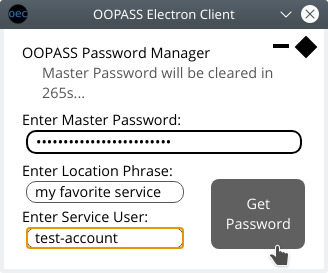 oec OOPASS Electron Client
OOPASS Password Manager
Master Password will be cleared in
265s...
Enter Master Password:
•••••••••••••••••••••••••
Enter Location Phrase:
my favorite service
Enter Service User:
test-account
Get
Password